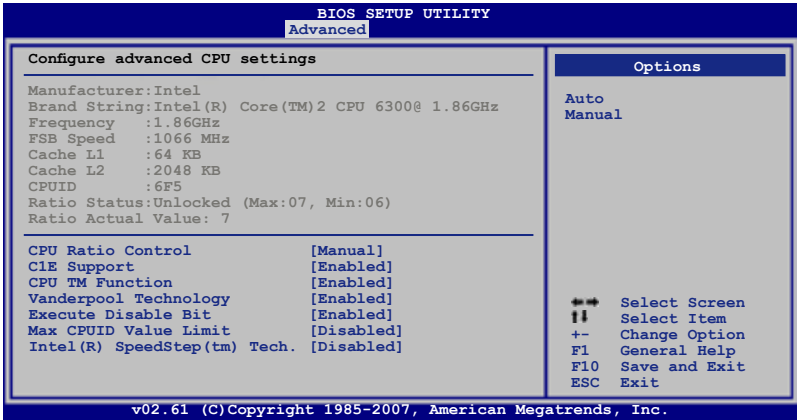 BIOS SETUP UTILITY
Advanced
Configure advanced CPU settings
Manufacturer:Intel
Brand String:Intel(R) Core(TM)2 CPU 6300@ 1.86GHz
Frequency :1.86GHz
FSB Speed :1066 MHz
Cache L1 :64 KB
Cache L2 :2048 KB
CPUID :6F5
Ratio Status:Unlocked (Max:07, Min:06)
Ratio Actual Value: 7
CPU Ratio Control [Manual]
C1E Support [Enabled]
CPU TM Function [Enabled]
Vanderpool Technology [Enabled]
Execute Disable Bit [Enabled]
Max CPUID Value Limit [Disabled]
Intel(R) SpeedStep(tm) Tech. [Disabled]
Options
Auto
Manual
Select Screen
Select Item
+- Change Option
F1 General Help
F10 Save and Exit
ESC Exit
v02.61 (C)Copyright 1985-2007, American Megatrends, Inc.